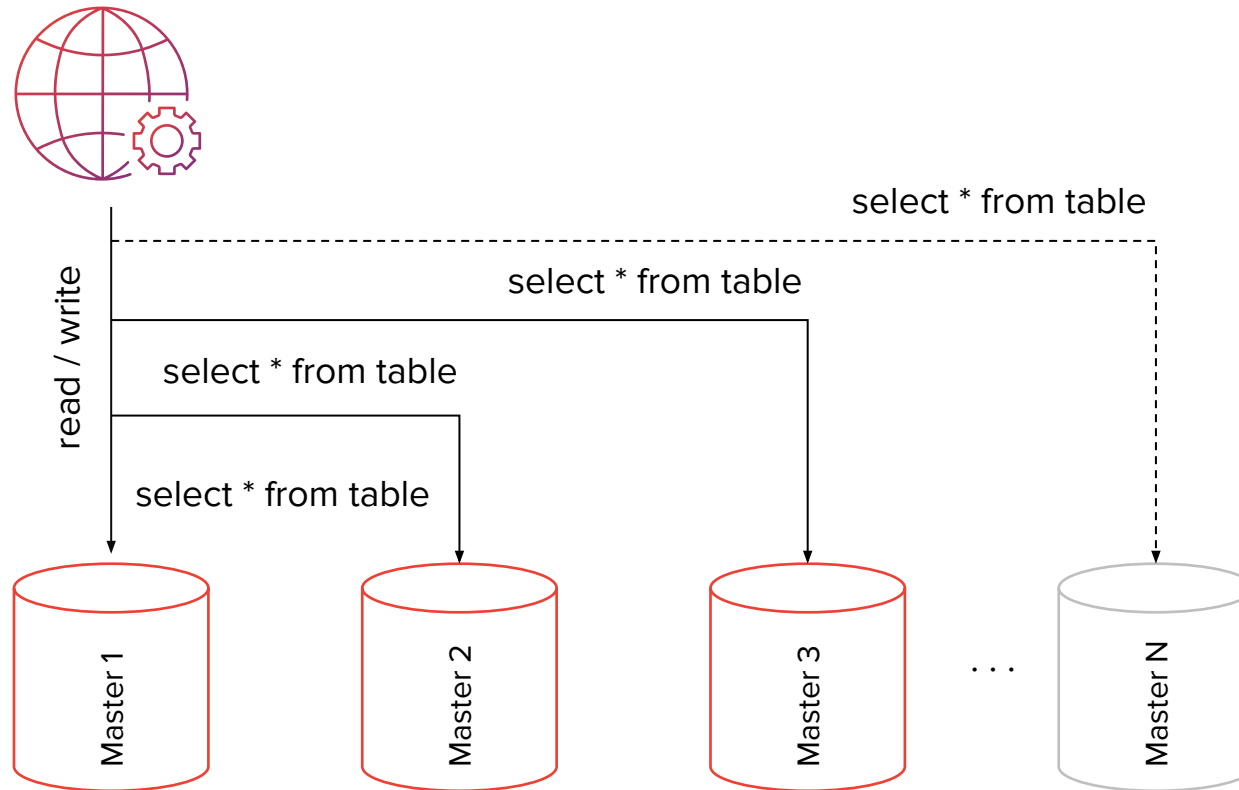 select * from table
select * from table
read / write
select * from table
select * from table
Master 1
Master 2
Master 3
. . .
Master N